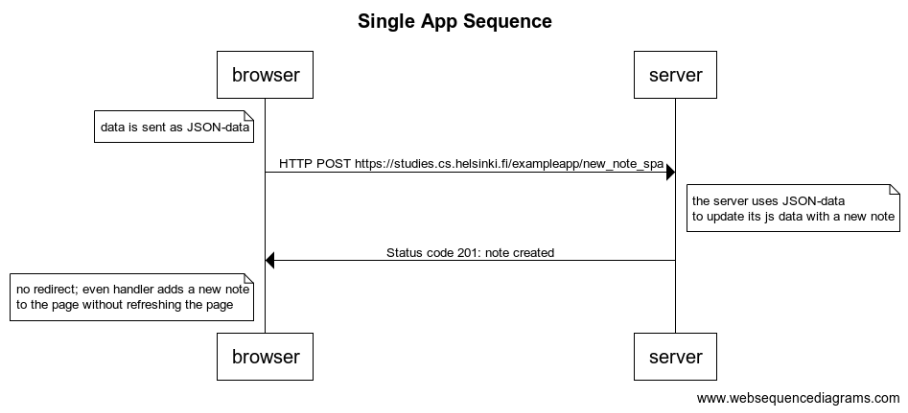 Single App Sequence
browser
server
data is sent as JSON-data
HTTP POST https://studies.cs.helsinki.fi/exampleapp/new_note_spa
the server uses JSON-data
to update its js data with a new note
Status code 201: note created
no redirect; even handler adds a new note
to the page without refreshing the page
browser
server
www.websequencediagrams.com